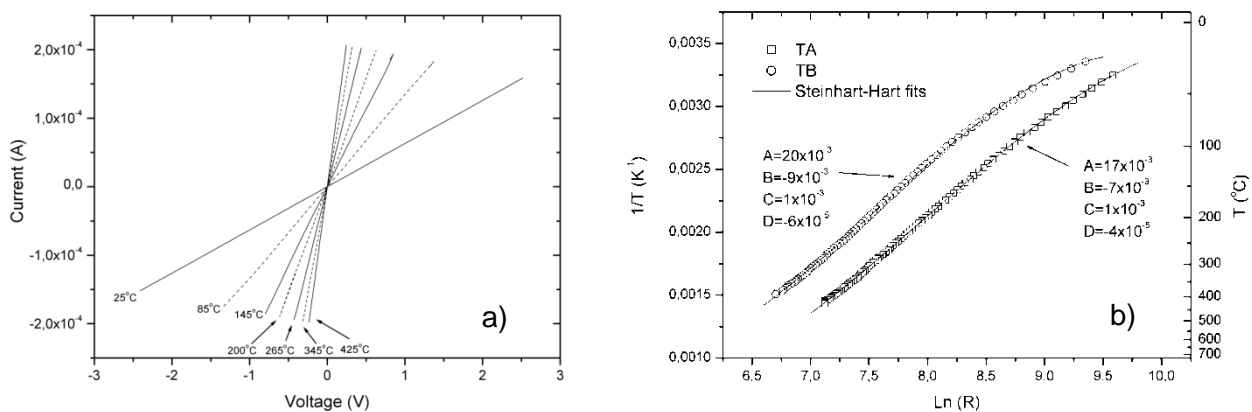 2,0x10⁻⁴
1,0x10⁻⁴
0,0
-1,0x10⁻⁴
-2,0x10⁻⁴
Current (A)
-3
-2
-1
0
1
2
3
Voltage (V)
25°C
85°C
145°C
200°C
265°C
345°C
425°C
a)
0,0035
0,0030
0,0025
0,0020
0,0015
0,0010
1/T (K⁻¹)
TA
TB
Steinhart-Hart fits
A=20x10⁻³
B=-9x10⁻³
C=1x10⁻³
D=-6x10⁻⁵
A=17x10⁻³
B=-7x10⁻³
C=1x10⁻³
D=-4x10⁻⁵
6,5
7,0
7,5
8,0
8,5
9,0
9,5
10,0
Ln (R)
0
100
200
300
400
500
600
700
T (°C)
b)